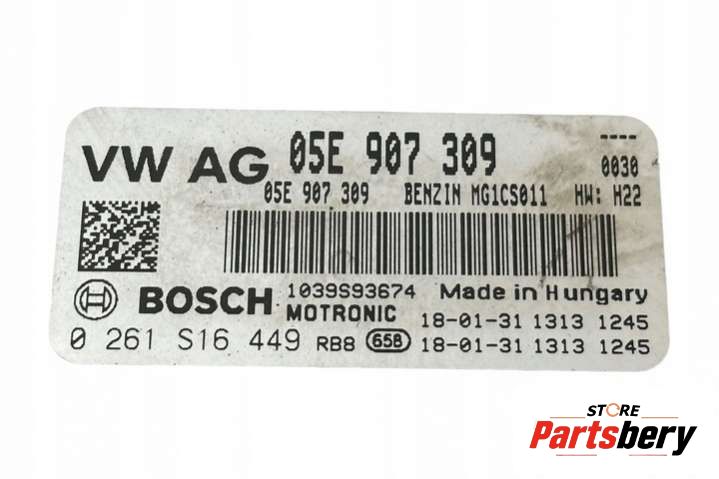 VW AG 05E 907 309 ----
0030
05E 907 309 BENZIN MG1CS011 HW: H22
BOSCH 1039S93674 Made in Hungary
MOTRONIC 18-01-31 1313 1245
0 261 S16 449 RB8 658 18-01-31 1313 1245
STORE
Partsbery